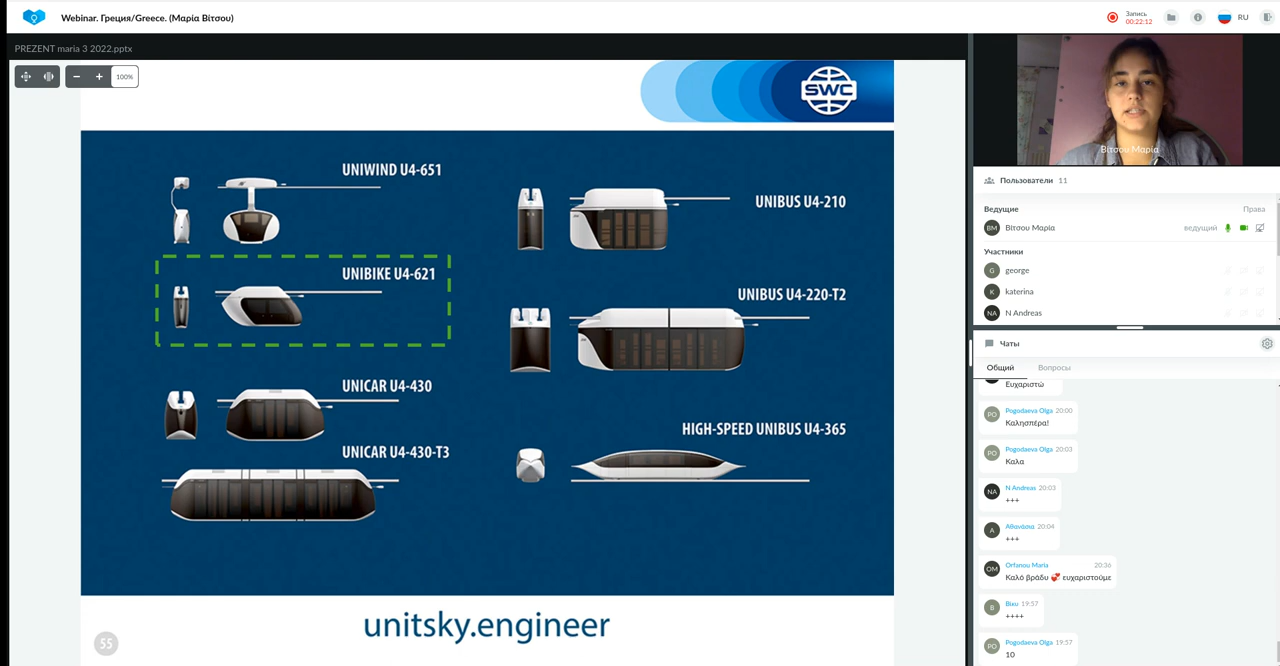 Webinar. Греция/Greece. (Μαρία Βίτσου)
Запись
00:22:12
RU
PREZENT maria 3 2022.pptx
100%
SWC
UNIWIND U4-651
UNIBIKE U4-621
UNICAR U4-430
UNICAR U4-430-T3
UNIBUS U4-210
UNIBUS U4-220-T2
HIGH-SPEED UNIBUS U4-365
unitsky.engineer
55
Βίτσου Μαρία
Пользователи 11
Ведущие Права
ΒΜ Βίτσου Μαρία ведущий
Участники
G george
K katerina
NA N Andreas
Чаты
Общий Вопросы
Ευχαριστώ
PO Pogodaeva Olga 20:00
Καλησπέρα!
PO Pogodaeva Olga 20:03
Καλα
NA N Andreas 20:03
+++
Α Αθανάσια 20:04
+++
OM Orfanou Maria 20:36
Καλό βράδυ 💞 ευχαριστούμε
Β Βίκυ 19:57
++++
PO Pogodaeva Olga 19:57
10